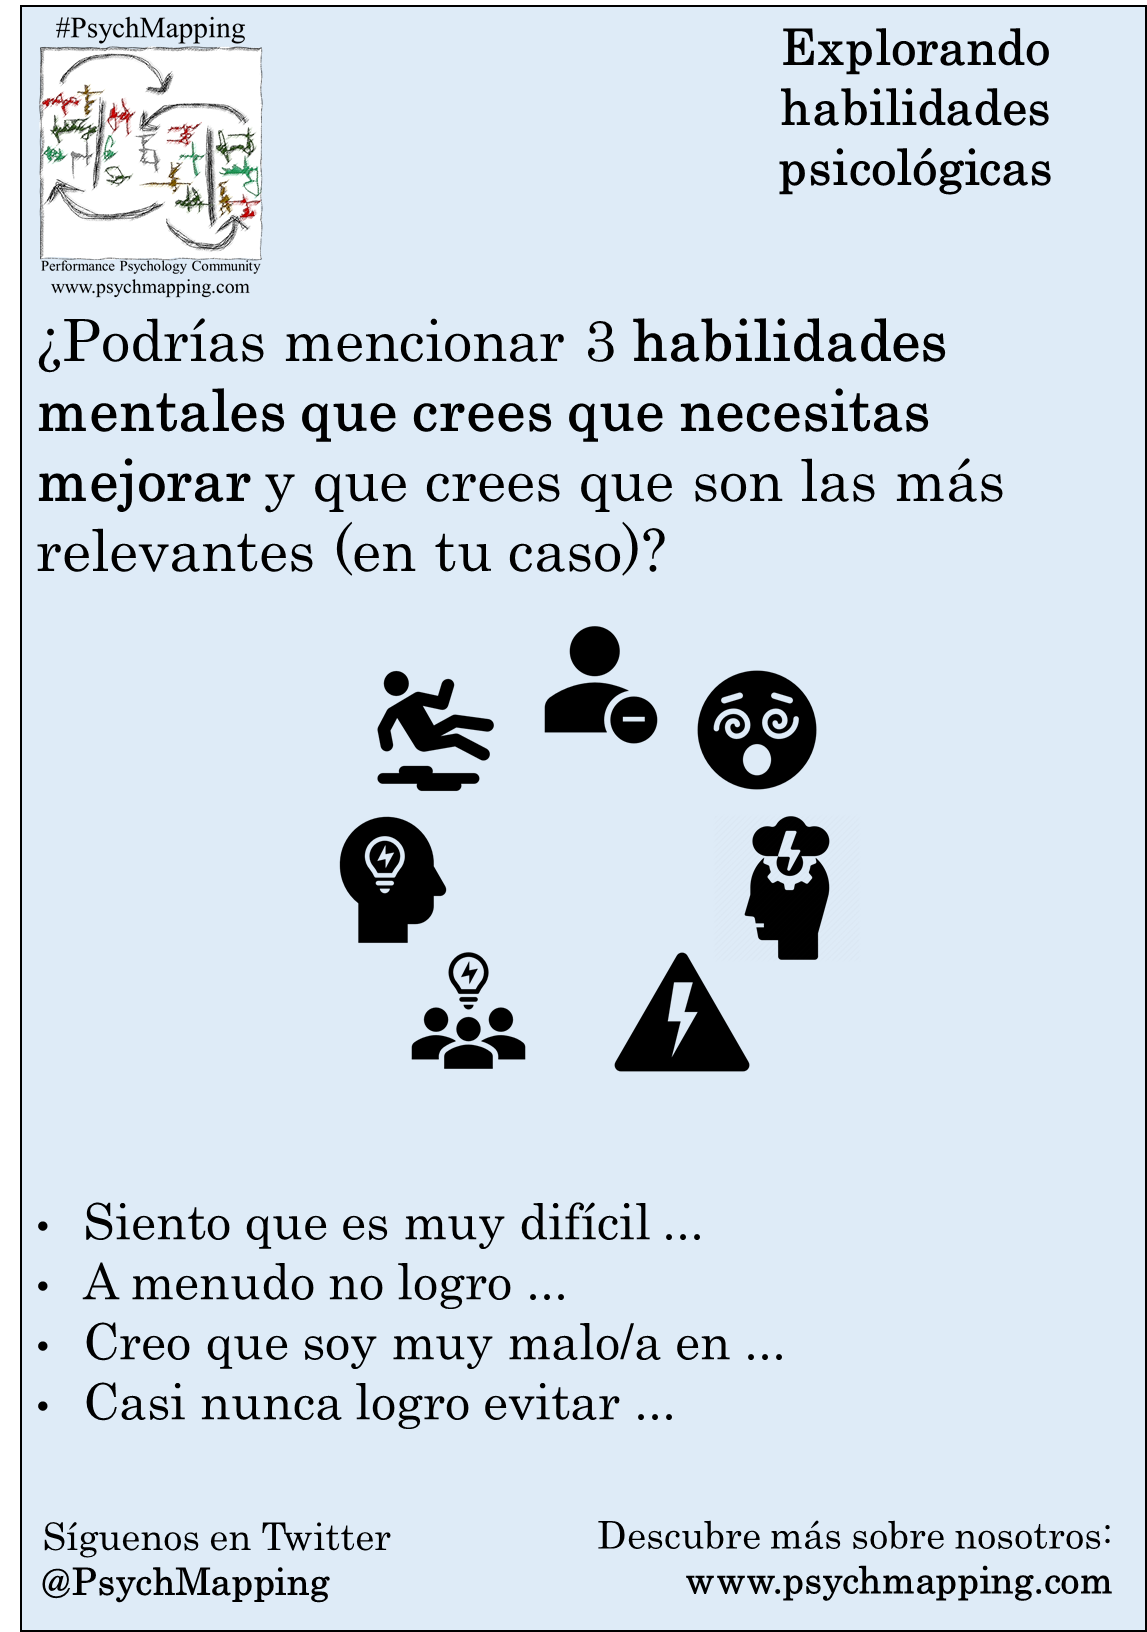 #PsychMapping
Performance Psychology Community
www.psychmapping.com
Explorando
habilidades
psicológicas
¿Podrías mencionar 3 habilidades
mentales que crees que necesitas
mejorar y que crees que son las más
relevantes (en tu caso)?
• Siento que es muy difícil ...
• A menudo no logro ...
• Creo que soy muy malo/a en ...
• Casi nunca logro evitar ...
Síguenos en Twitter
@PsychMapping
Descubre más sobre nosotros:
www.psychmapping.com